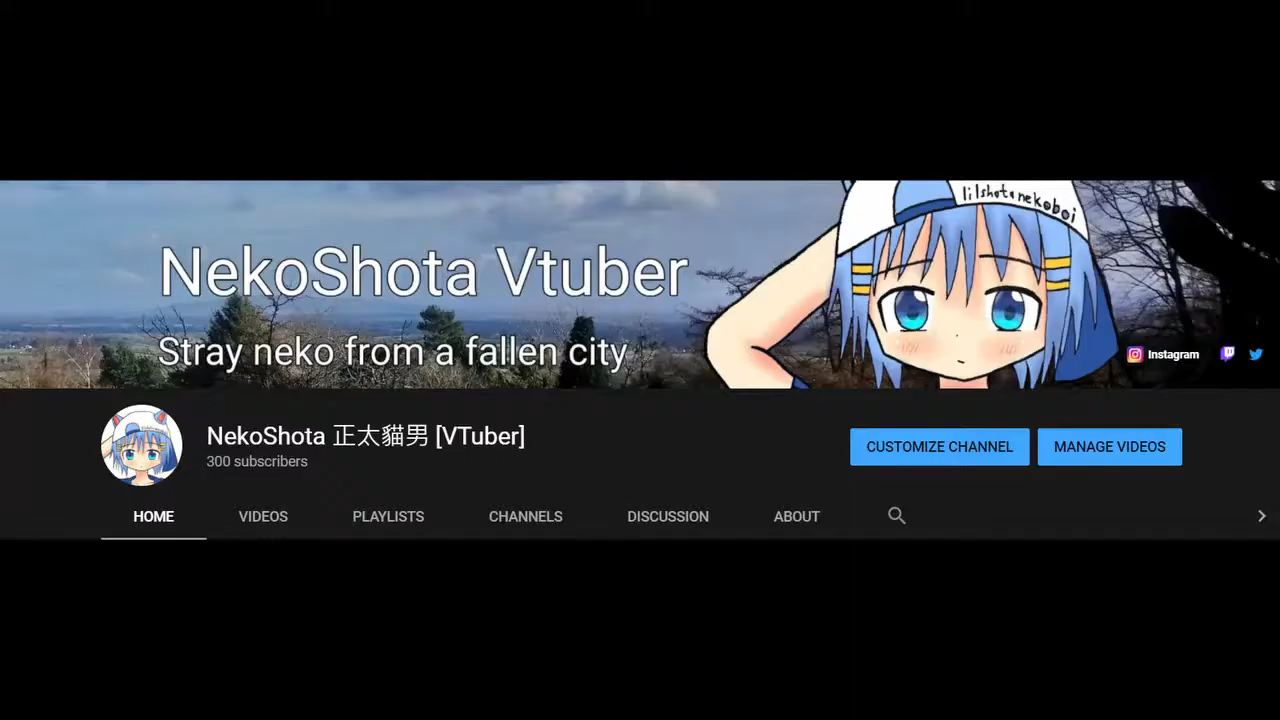 lilshotanekoboi
NekoShota Vtuber
Stray neko from a fallen city
Instagram
NekoShota 正太貓男 [VTuber]
300 subscribers
CUSTOMIZE CHANNEL
MANAGE VIDEOS
HOME
VIDEOS
PLAYLISTS
CHANNELS
DISCUSSION
ABOUT